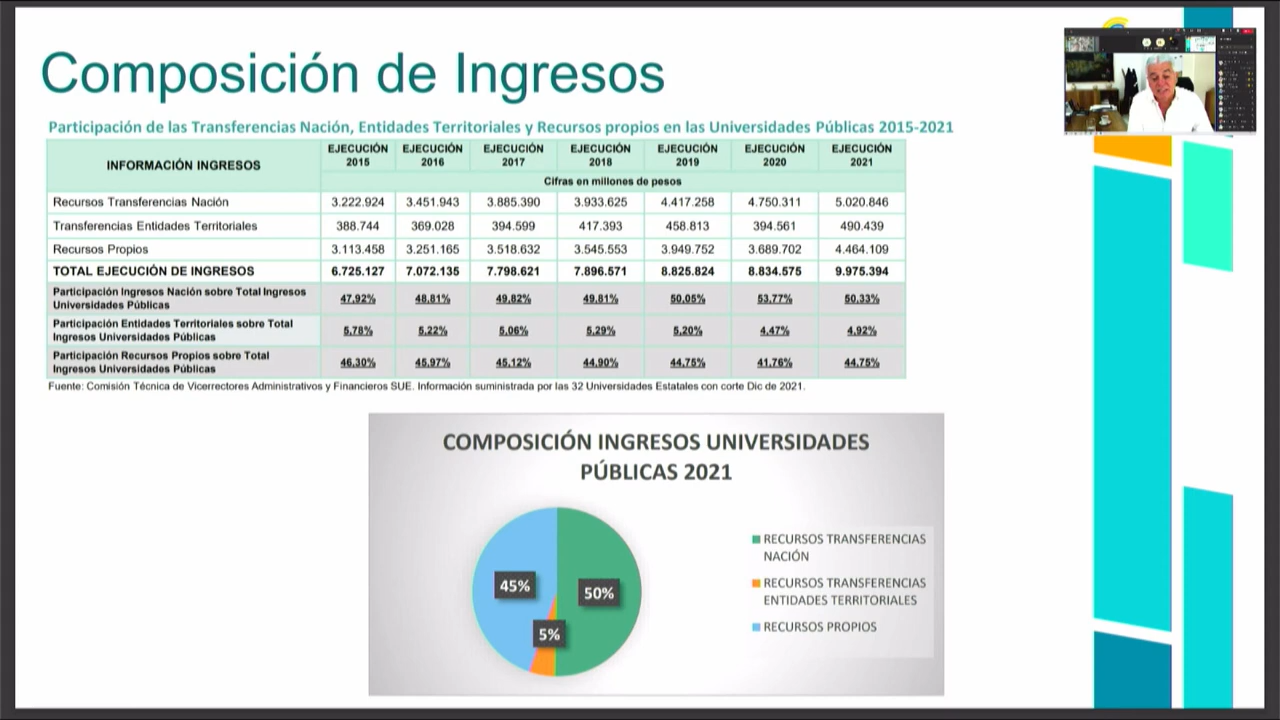 Composición de Ingresos
Participación de las Transferencias Nación, Entidades Territoriales y Recursos propios en las Universidades Públicas 2015-2021
INFORMACIÓN INGRESOS
EJECUCIÓN 2015 EJECUCIÓN 2016 EJECUCIÓN 2017 EJECUCIÓN 2018 EJECUCIÓN 2019 EJECUCIÓN 2020 EJECUCIÓN 2021
Cifras en millones de pesos
Recursos Transferencias Nación 3.222.924 3.451.943 3.885.390 3.933.625 4.417.258 4.750.311 5.020.846
Transferencias Entidades Territoriales 388.744 369.028 394.599 417.393 458.813 394.561 490.439
Recursos Propios 3.113.458 3.251.165 3.518.632 3.545.553 3.949.752 3.689.702 4.464.109
TOTAL EJECUCIÓN DE INGRESOS 6.725.127 7.072.135 7.798.621 7.896.571 8.825.824 8.834.575 9.975.394
Participación Ingresos Nación sobre Total Ingresos
Universidades Públicas 47,92% 48,81% 49,82% 49,81% 50,05% 53,77% 50,33%
Participación Entidades Territoriales sobre Total
Ingresos Universidades Públicas 5,78% 5,22% 5,06% 5,29% 5,20% 4,47% 4,92%
Participación Recursos Propios sobre Total
Ingresos Universidades Públicas 46,30% 45,97% 45,12% 44,90% 44,75% 41,76% 44,75%
Fuente: Comisión Técnica de Vicerrectores Administrativos y Financieros SUE. Información suministrada por las 32 Universidades Estatales con corte Dic de 2021.
COMPOSICIÓN INGRESOS UNIVERSIDADES
PÚBLICAS 2021
45%
50%
5%
RECURSOS TRANSFERENCIAS
NACIÓN
RECURSOS TRANSFERENCIAS
ENTIDADES TERRITORIALES
RECURSOS PROPIOS